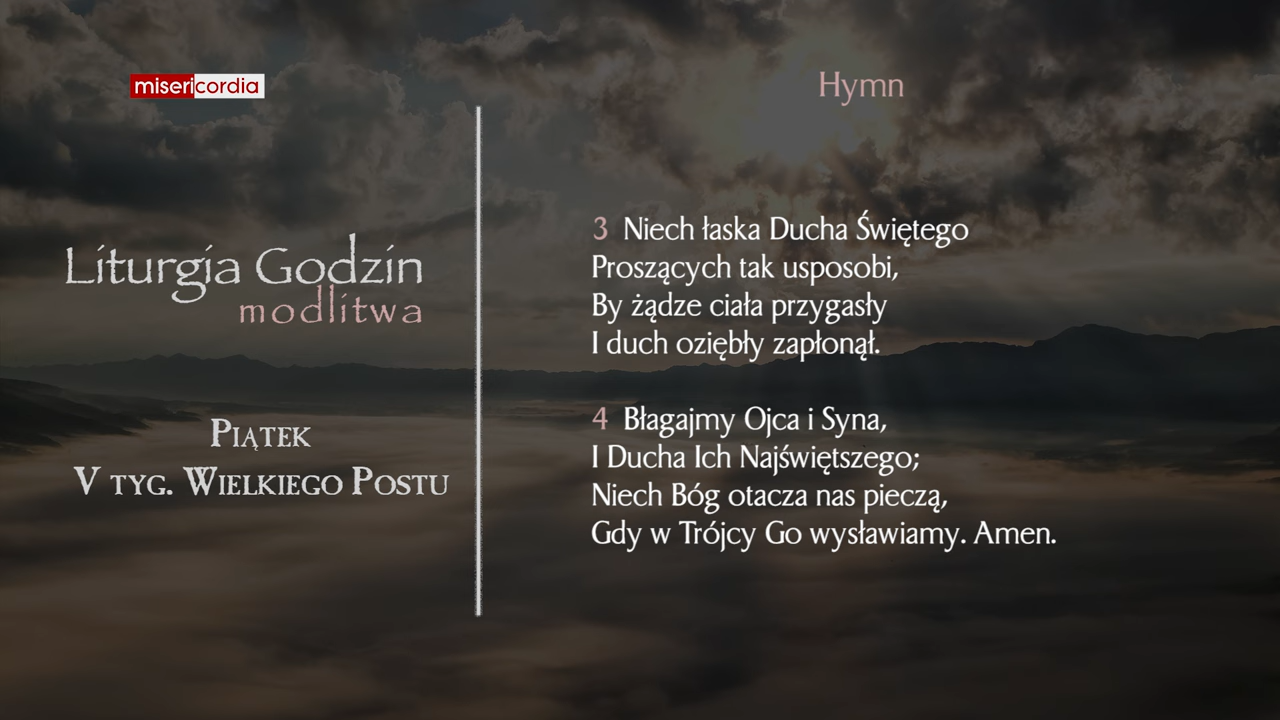 misericordia
Liturgia Godzin
modlitwa
Piątek
V tyg. Wielkiego Postu
Hymn
3 Niech łaska Ducha Świętego
Proszących tak usposobi,
By żądze ciała przygasły
I duch oziębły zapłonął.
4 Błagajmy Ojca i Syna,
I Ducha Ich Najświętszego;
Niech Bóg otacza nas pieczą,
Gdy w Trójcy Go wysławiamy. Amen.